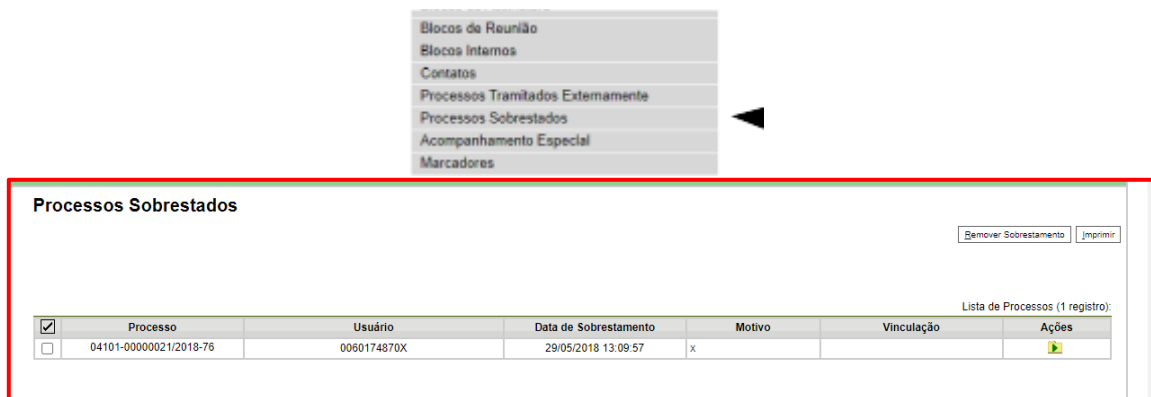 Blocos de Reunião
Blocos Internos
Contatos
Processos Tramitados Externamente
Processos Sobrestados
Acompanhamento Especial
Marcadores
Processos Sobrestados
Remover Sobrestamento Imprimir
Lista de Processos (1 registro):
Processo Usuário Data de Sobrestamento Motivo Vinculação Ações
04101-00000021/2018-76 0060174870X 29/05/2018 13:09:57 x